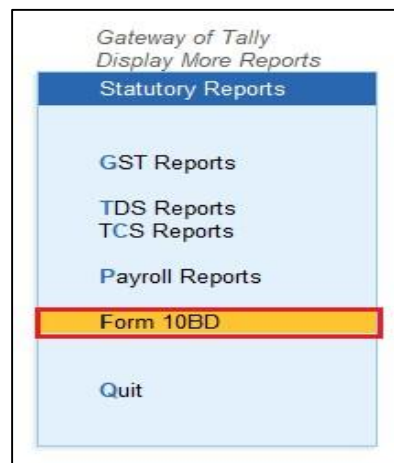 Gateway of Tally
Display More Reports
Statutory Reports
GST Reports
TDS Reports
TCS Reports
Payroll Reports
Form 10BD
Quit